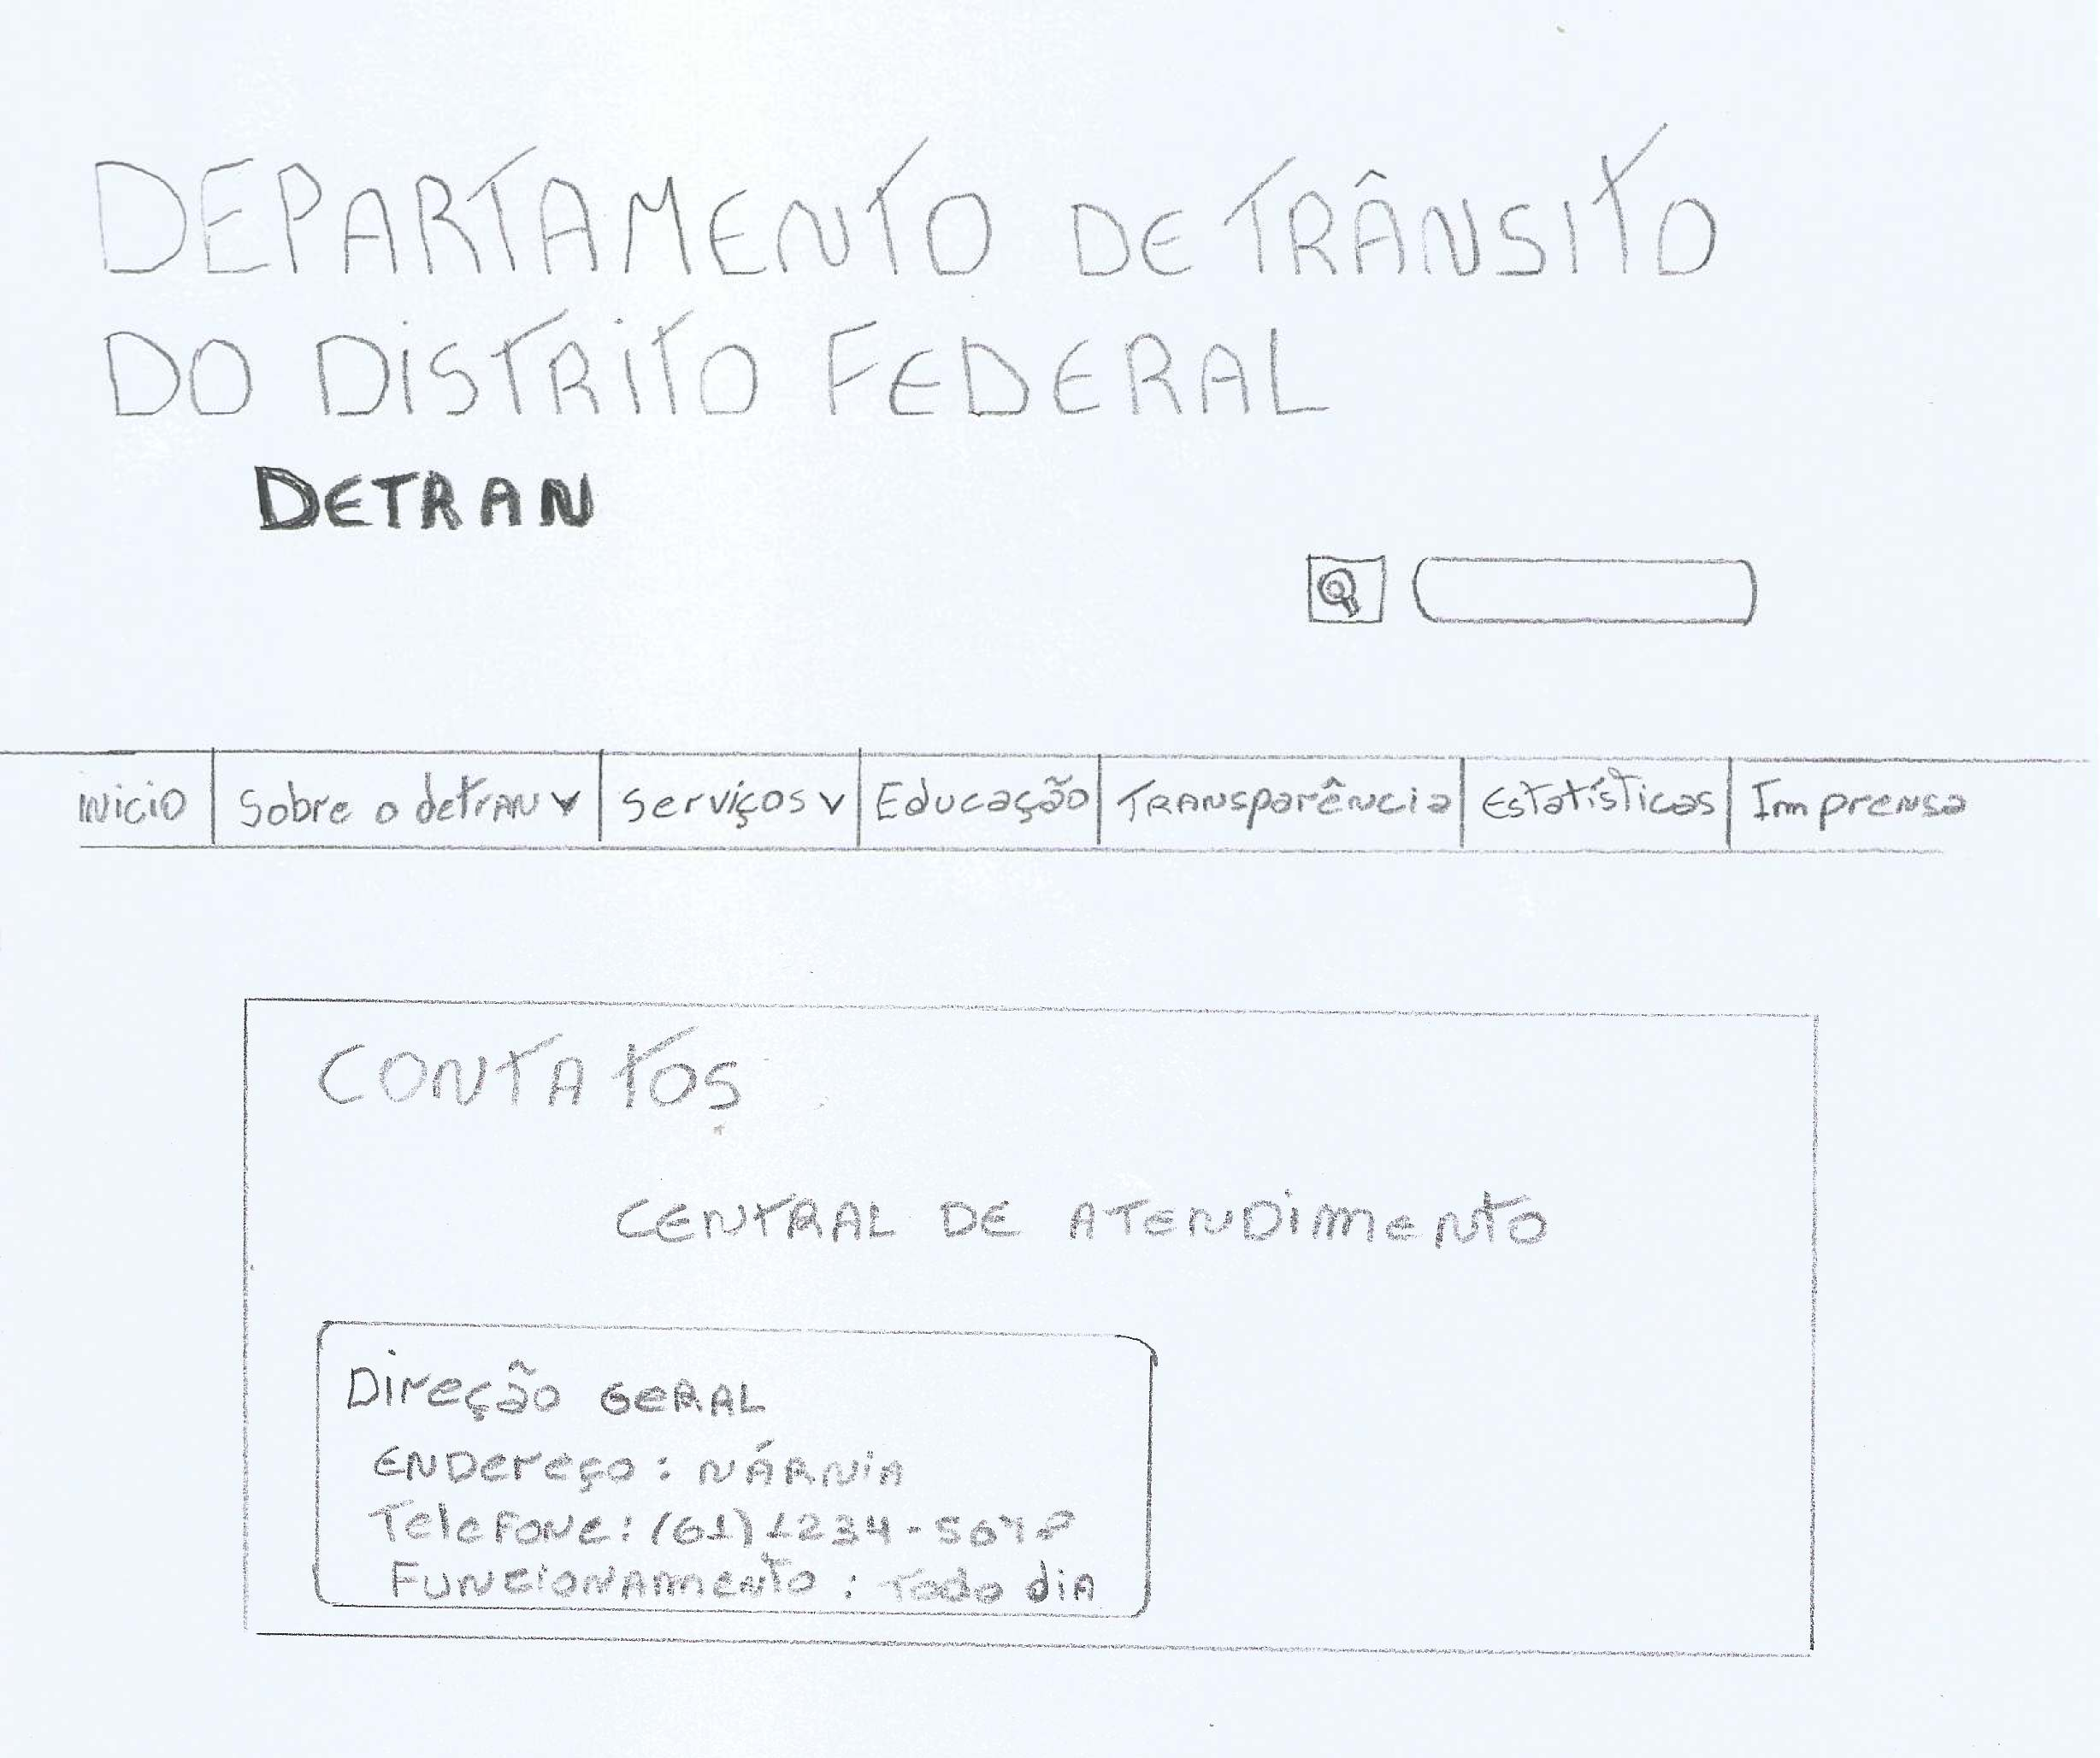 DEPARTAMENTO DE TRÂNSITO
DO DISTRITO FEDERAL
DETRAN
início | Sobre o detran v | Serviços v | Educação | Transparência | Estatísticas | Imprensa
CONTATOS
CENTRAL DE ATENDIMENTO
Direção GERAL
Endereço : NÁRNIA
Telefone: (61) 1234-5678
Funcionamento : Todo dia